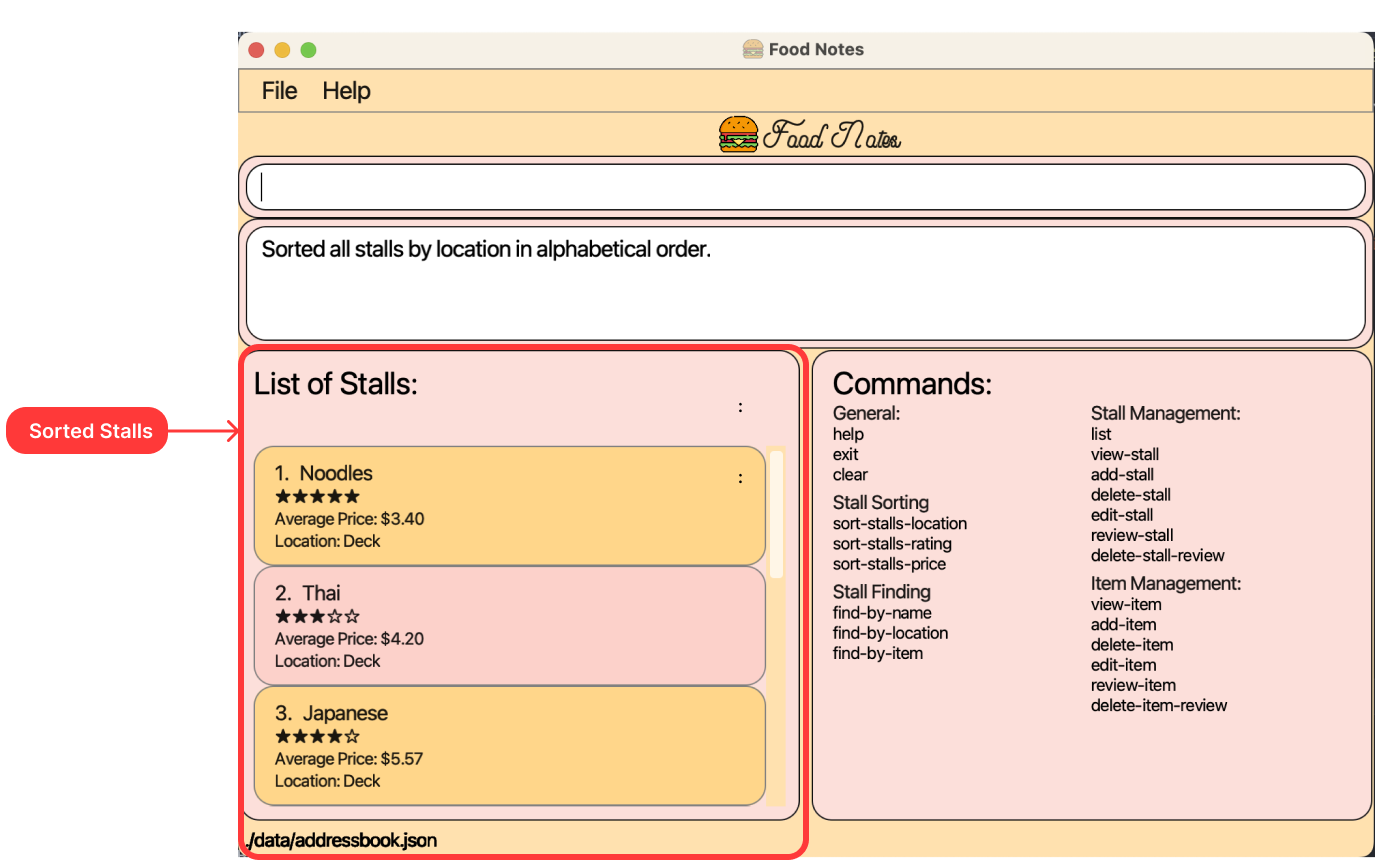 Food Notes
File Help
Food Notes
Sorted all stalls by location in alphabetical order.
Sorted Stalls
List of Stalls:
:
1. Noodles
:
★★★★★
Average Price: $3.40
Location: Deck
2. Thai
★★★☆☆
Average Price: $4.20
Location: Deck
3. Japanese
★★★★☆
Average Price: $5.57
Location: Deck
./data/addressbook.json
Commands:
General:
help
exit
clear
Stall Sorting
sort-stalls-location
sort-stalls-rating
sort-stalls-price
Stall Finding
find-by-name
find-by-location
find-by-item
Stall Management:
list
view-stall
add-stall
delete-stall
edit-stall
review-stall
delete-stall-review
Item Management:
view-item
add-item
delete-item
edit-item
review-item
delete-item-review